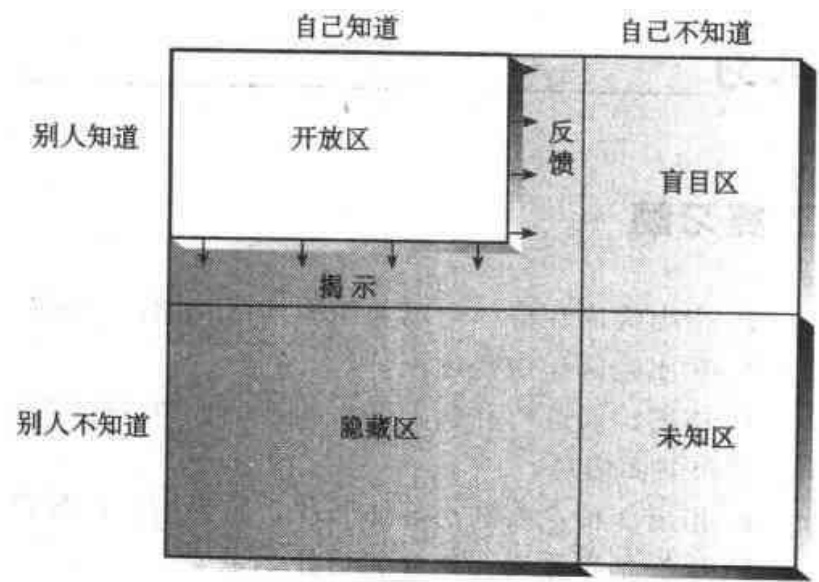 自己知道
自己不知道
别人知道
开放区
反馈
盲目区
揭示
别人不知道
隐藏区
未知区